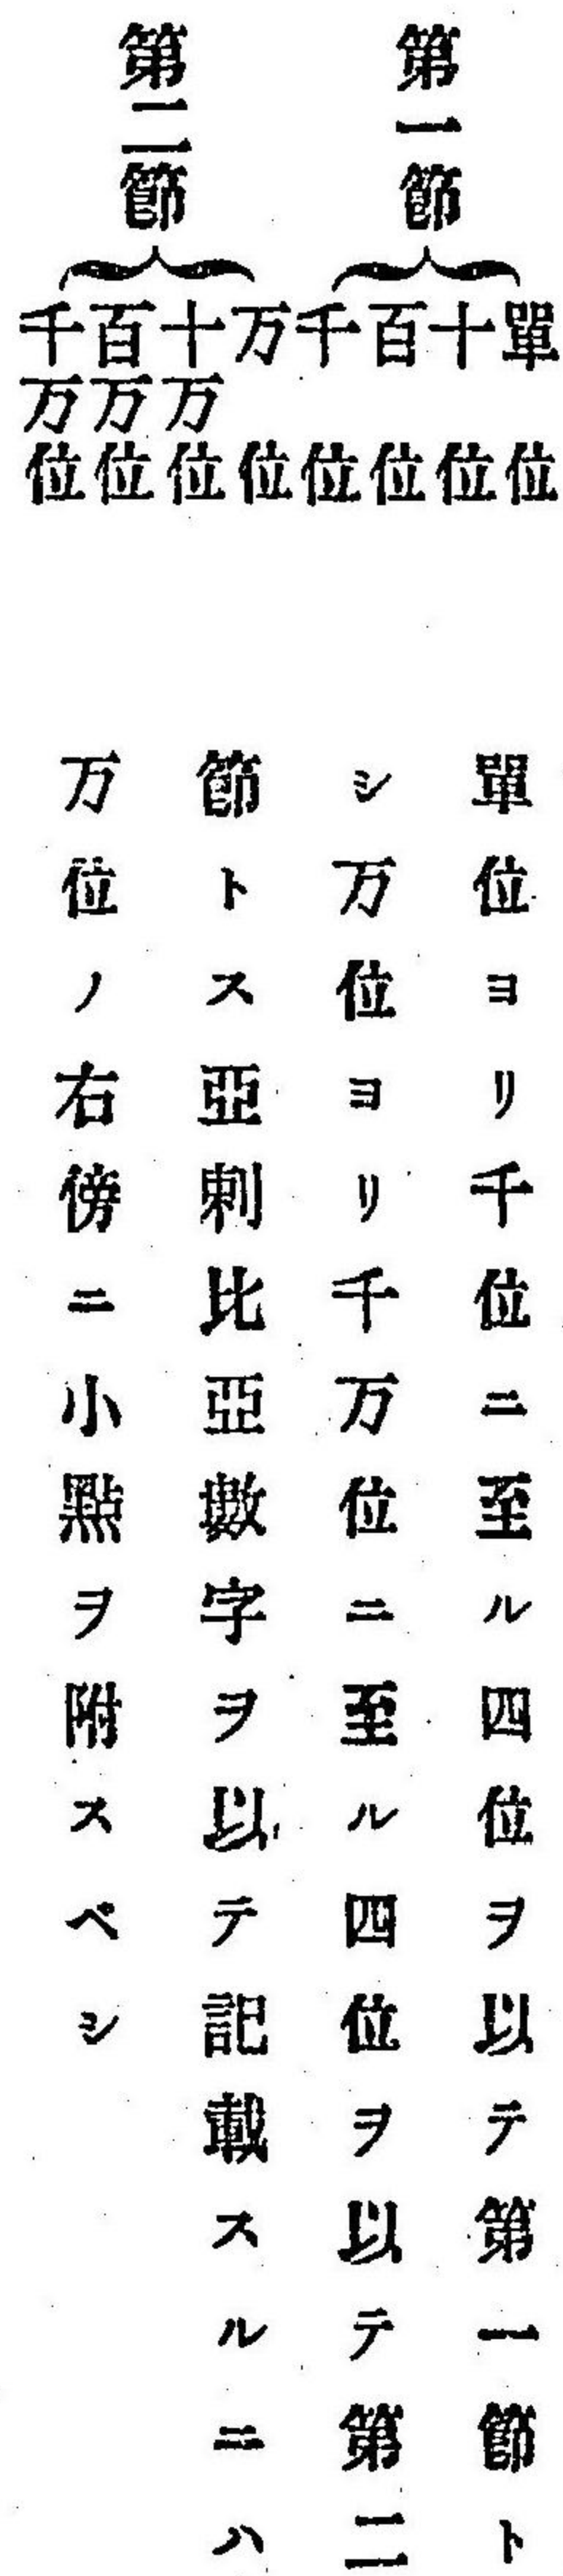 第一節
單位
十位
百位
千位
第二節
万位
十万位
百万位
千万位
單位ヨリ千位ニ至ル四位ヲ以テ第一節ト
シ万位ヨリ千万位ニ至ル四位ヲ以テ第二
節トス亞剌比亞數字ヲ以テ記載スルニハ
万位ノ右傍ニ小點ヲ附スベシ